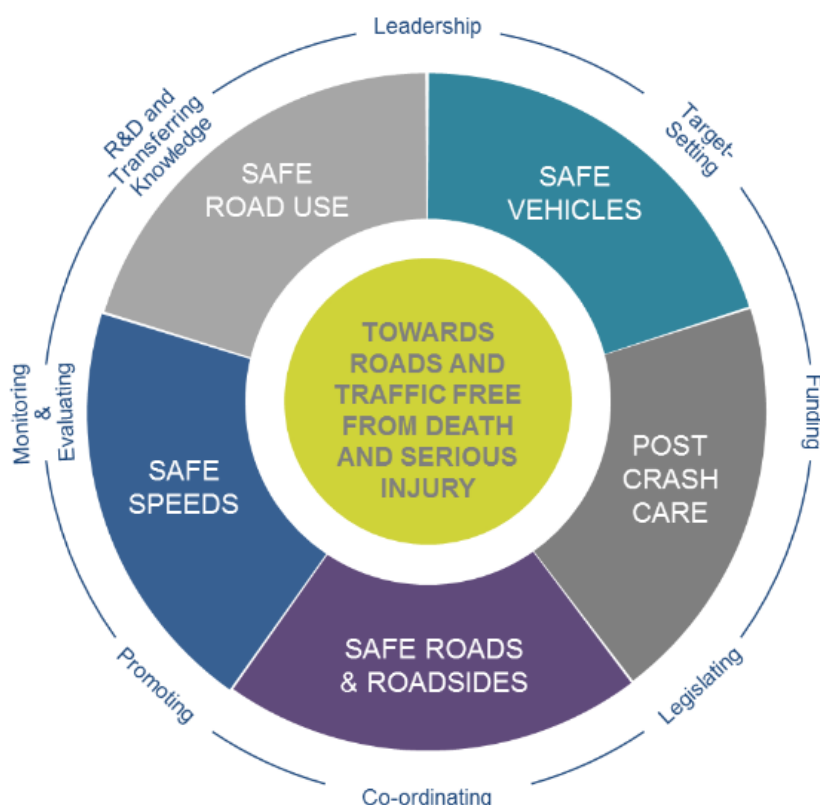 Leadership
R&D and
Transferring
Knowledge
Target-
Setting
SAFE
ROAD USE
SAFE
VEHICLES
TOWARDS
ROADS AND
TRAFFIC FREE
FROM DEATH
AND SERIOUS
INJURY
Monitoring
&
Evaluating
Funding
SAFE
SPEEDS
POST
CRASH
CARE
SAFE ROADS
& ROADSIDES
Promoting
Legislating
Co-ordinating